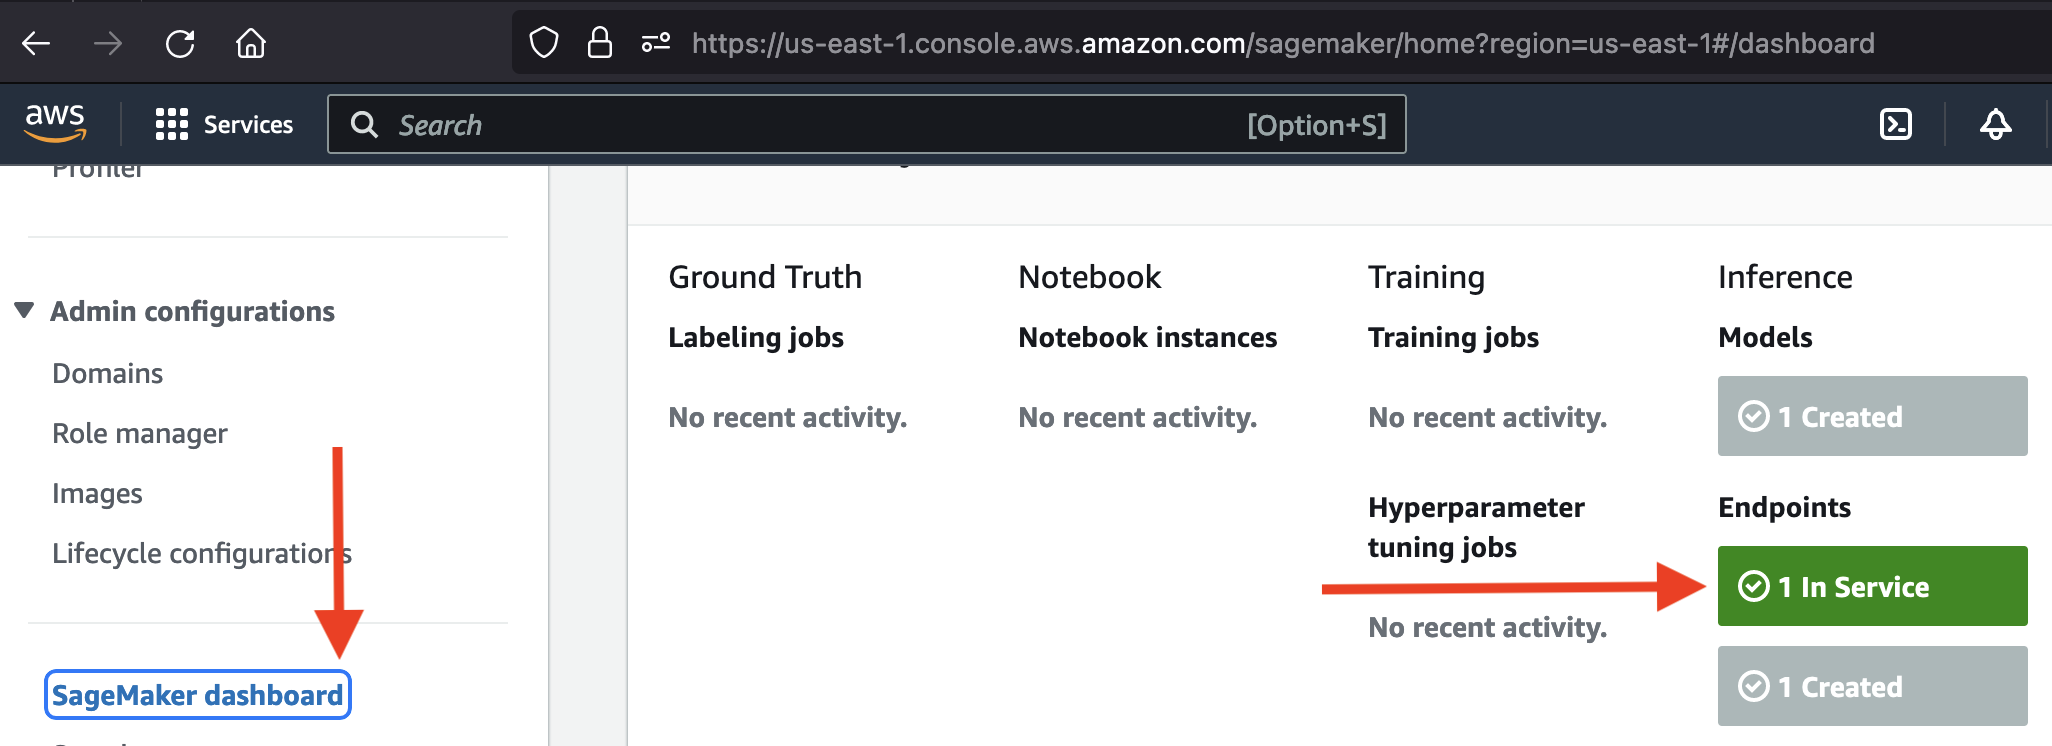 https://us-east-1.console.aws.amazon.com/sagemaker/home?region=us-east-1#/dashboard
aws
Services
Search
[Option+S]
Profiler
Admin configurations
Domains
Role manager
Images
Lifecycle configurations
SageMaker dashboard
Ground Truth
Labeling jobs
No recent activity.
Notebook
Notebook instances
No recent activity.
Training
Training jobs
No recent activity.
Hyperparameter
tuning jobs
No recent activity.
Inference
Models
1 Created
Endpoints
1 In Service
1 Created